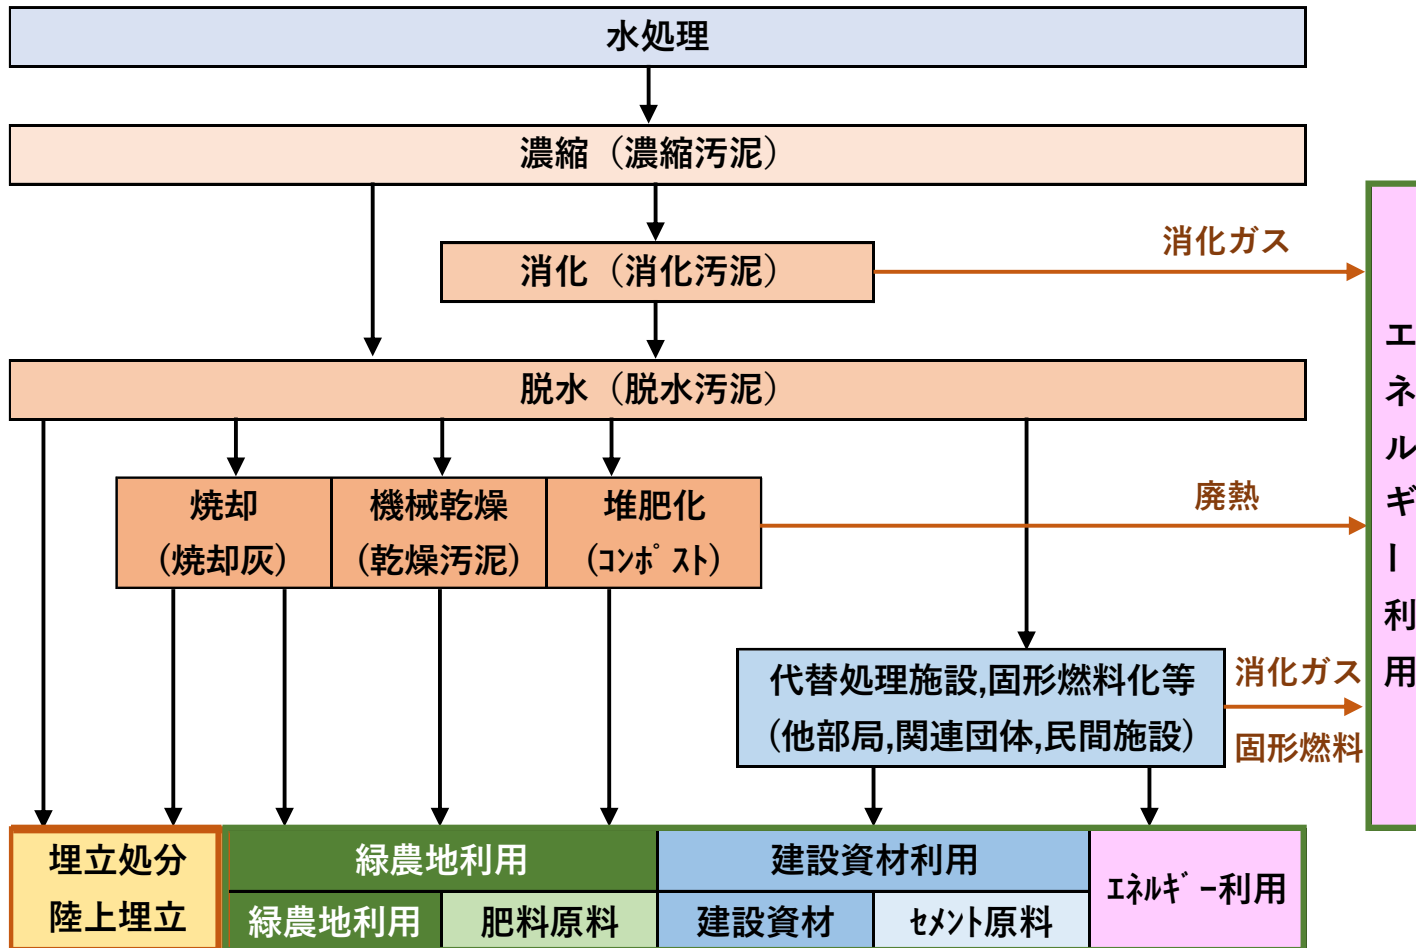 水処理
濃縮（濃縮汚泥）
消化（消化汚泥）
消化ガス
脱水（脱水汚泥）
焼却
(焼却灰)
機械乾燥
(乾燥汚泥)
堆肥化
(ｺﾝﾎﾟｽﾄ)
廃熱
エネルギー利用
代替処理施設,固形燃料化等
(他部局,関連団体,民間施設)
消化ガス
固形燃料
埋立処分
陸上埋立
緑農地利用
緑農地利用
肥料原料
建設資材利用
建設資材
ｾﾒﾝﾄ原料
ｴﾈﾙｷﾞｰ利用